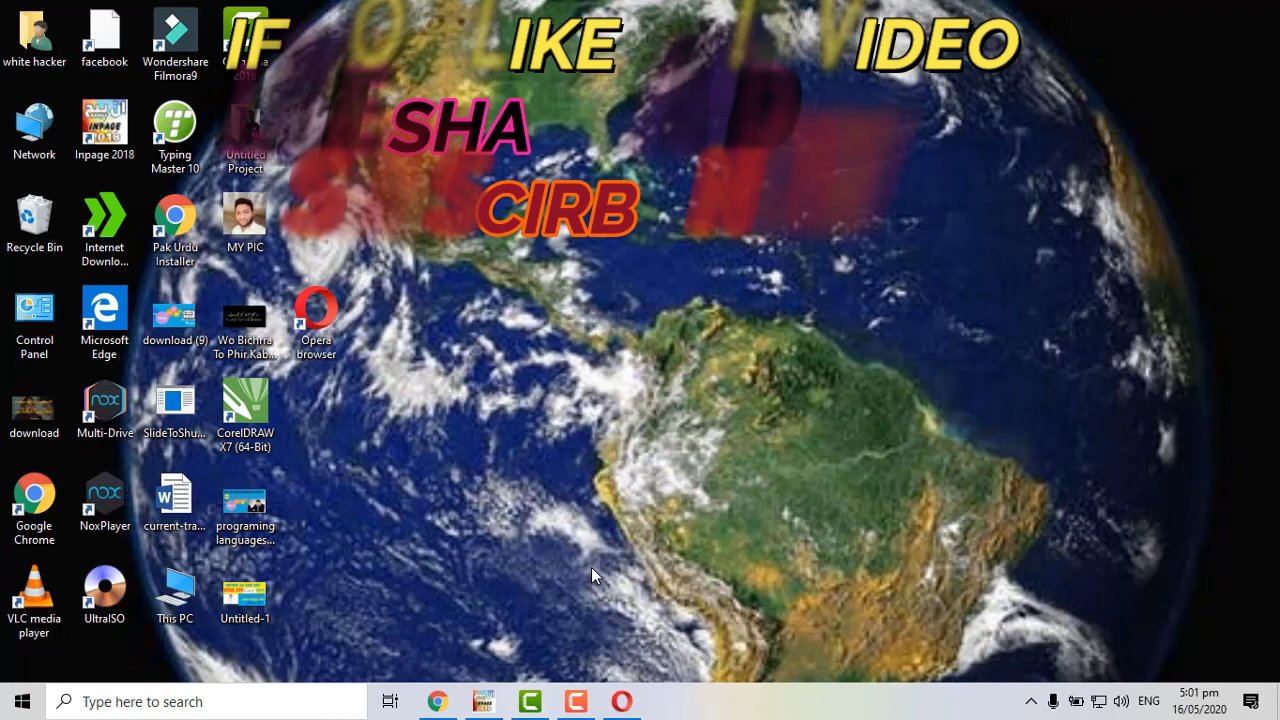 IF IKE IDEO
SHA
CIRB
white hacker
facebook
Wondershare
Filmora9
2018
Network
Inpage 2018
Typing
Master 10
Untitled
Project
Recycle Bin
Internet
Downlo...
Pak Urdu
Installer
MY PIC
Control
Panel
Microsoft
Edge
download (9)
Wo Bichrra
To Phir Kab...
Opera
browser
download
Multi-Drive
SlideToShu...
CorelDRAW
X7 (64-Bit)
Google
Chrome
NoxPlayer
current-tra...
programing
languages...
VLC media
player
UltraISO
This PC
Untitled-1
Type here to search
ENG
5:01 pm
16/05/2020